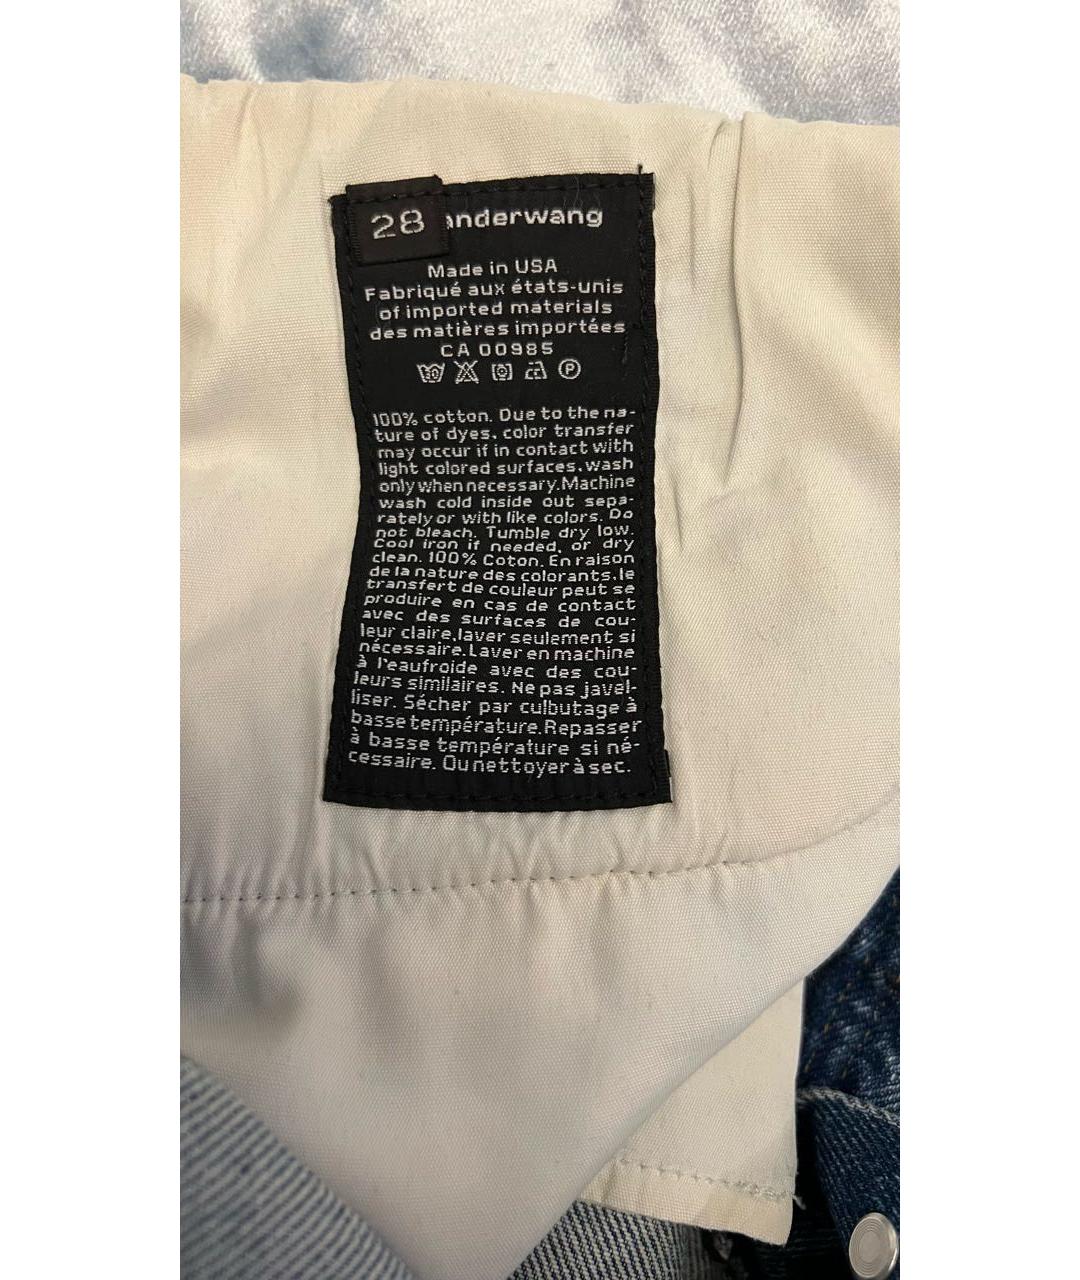 28
anderwang
Made in USA
Fabriqué aux états-unis
of imported materials
des matières importées
CA 00985
100% cotton. Due to the na-
ture of dyes, color transfer
may occur if in contact with
light colored surfaces.wash
only when necessary.Machine
wash cold inside out sepa-
rately or with like colors. Do
not bleach. Tumble dry low.
Cool iron if needed, or dry
clean. 100% Coton. En raison
de la nature des colorants, le
transfert de couleur peut se
produire en cas de contact
avec des surfaces de cou-
leur claire,laver seulement si
nécessaire.Laver en machine
à l'eaufroide avec des cou-
leurs similaires. Ne pas javel-
liser. Sécher par culbutage à
basse température.Repasser
à basse température si né-
cessaire. Ou nettoyer à sec.